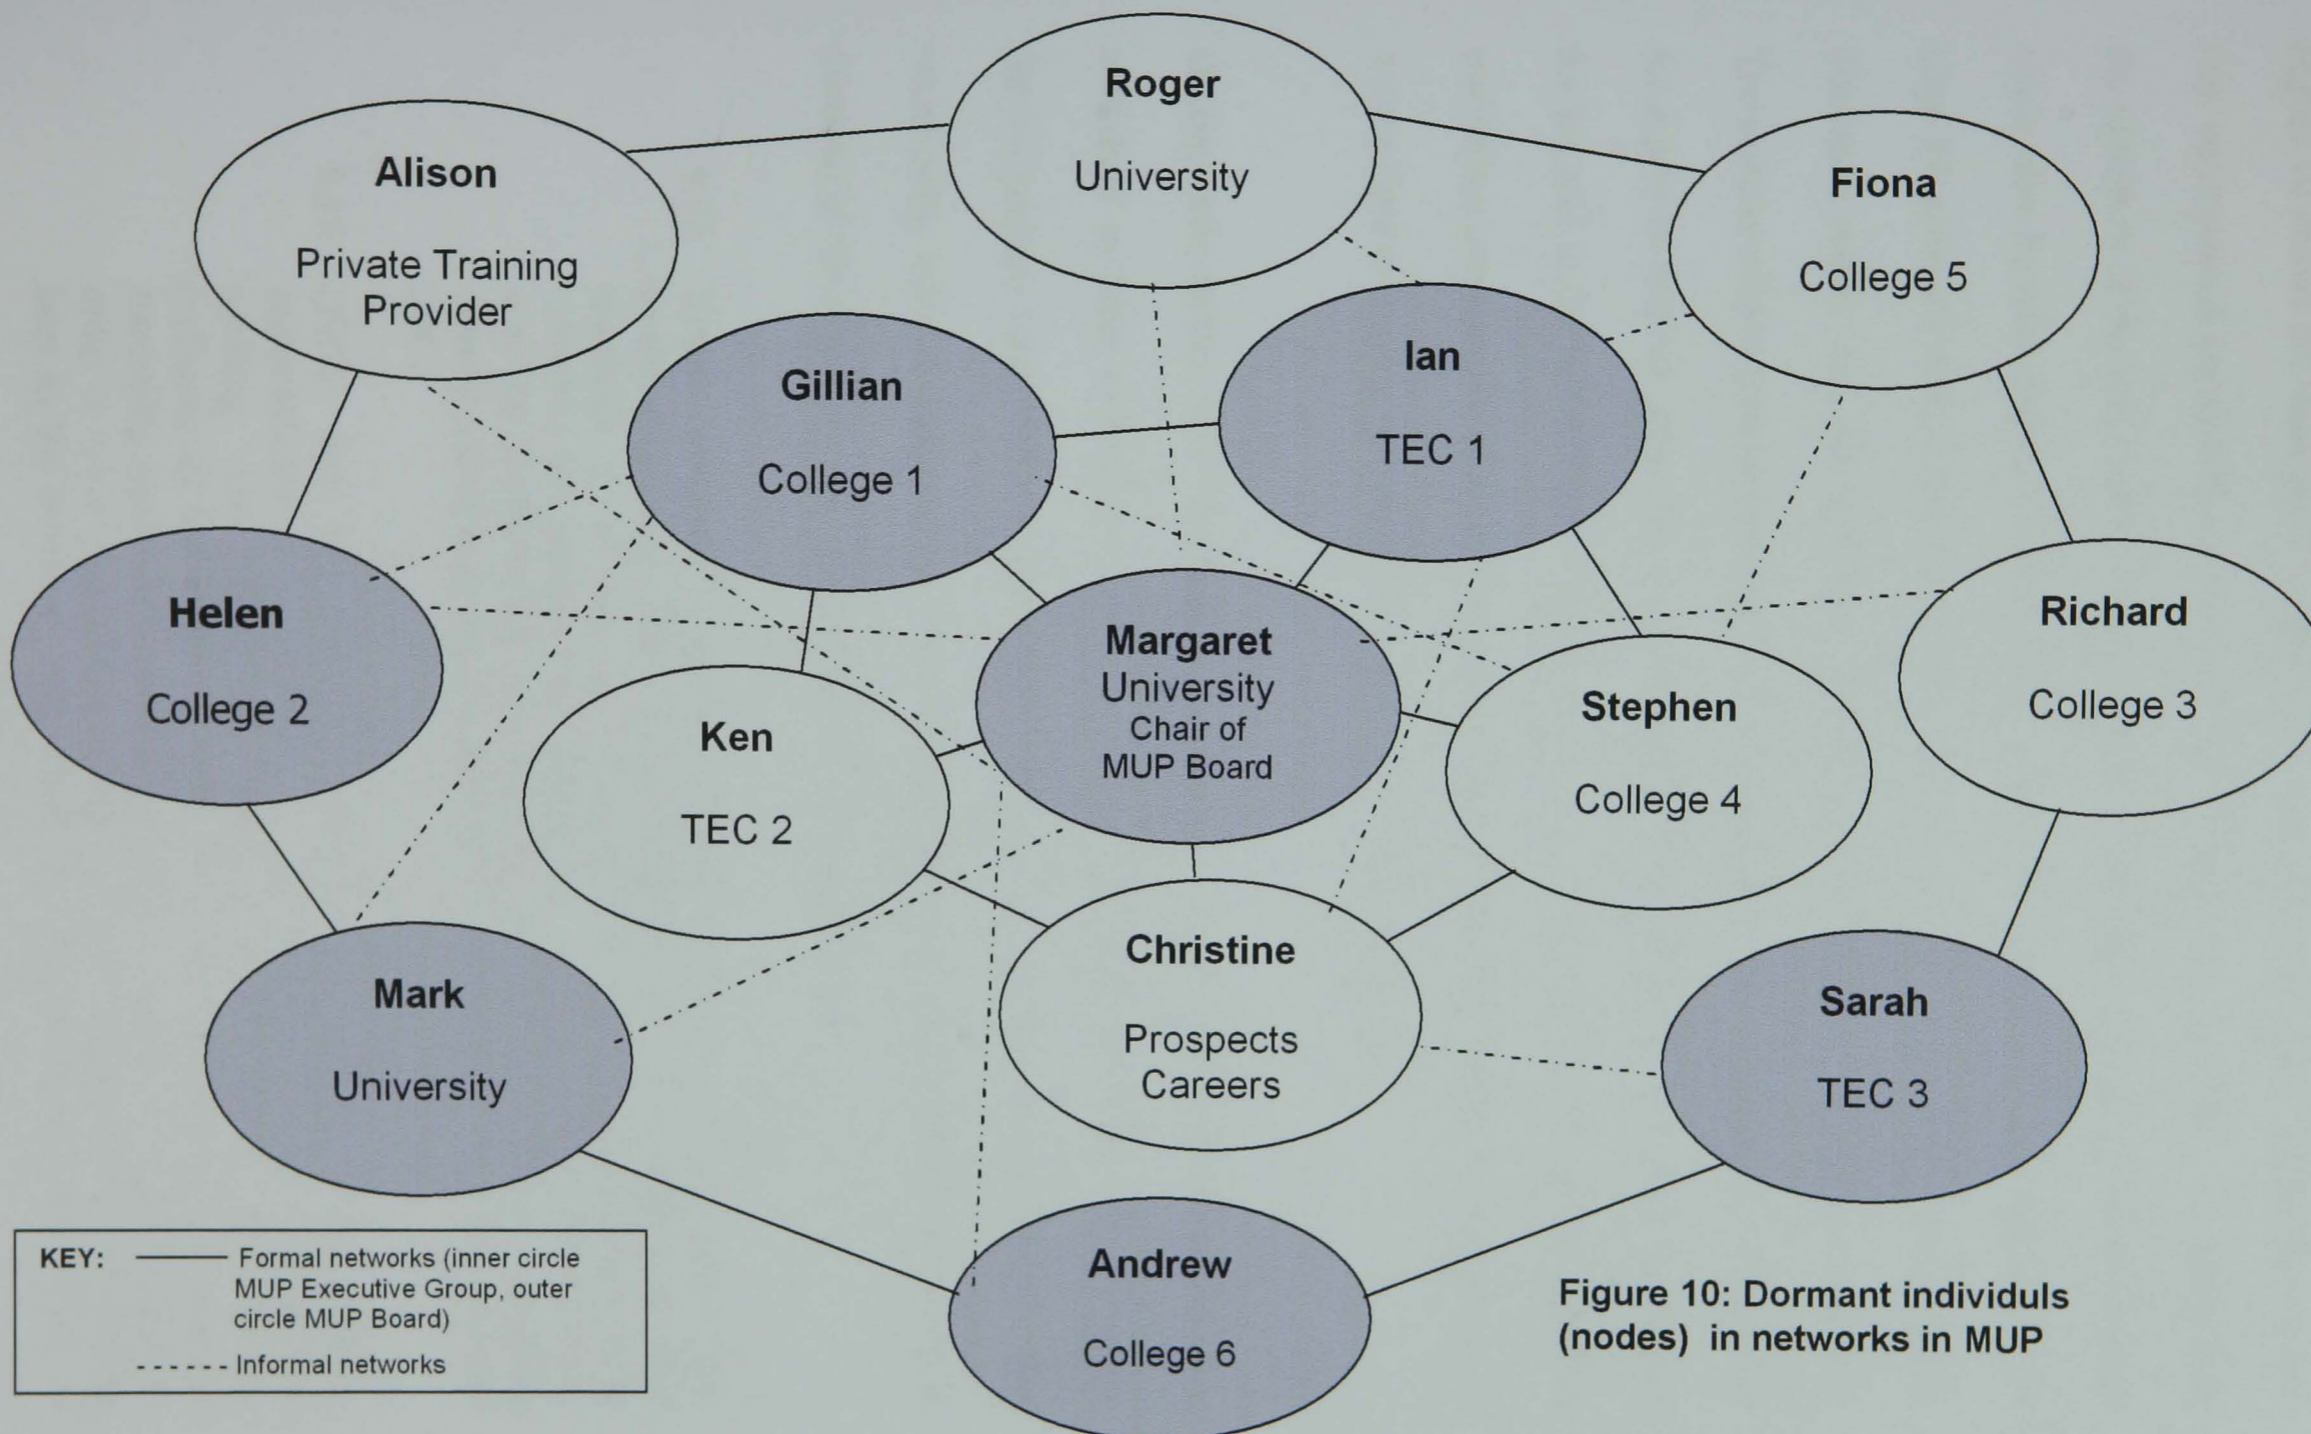 Roger
University
Alison
Private Training
Provider
Fiona
College 5
Gillian
College 1
Ian
TEC 1
Helen
College 2
Margaret
University
Chair of
MUP Board
Richard
College 3
Ken
TEC 2
Stephen
College 4
Mark
University
Christine
Prospects
Careers
Sarah
TEC 3
Andrew
College 6
KEY:
Formal networks (inner circle
MUP Executive Group, outer
circle MUP Board)
Informal networks
Figure 10: Dormant individuls
(nodes) in networks in MUP